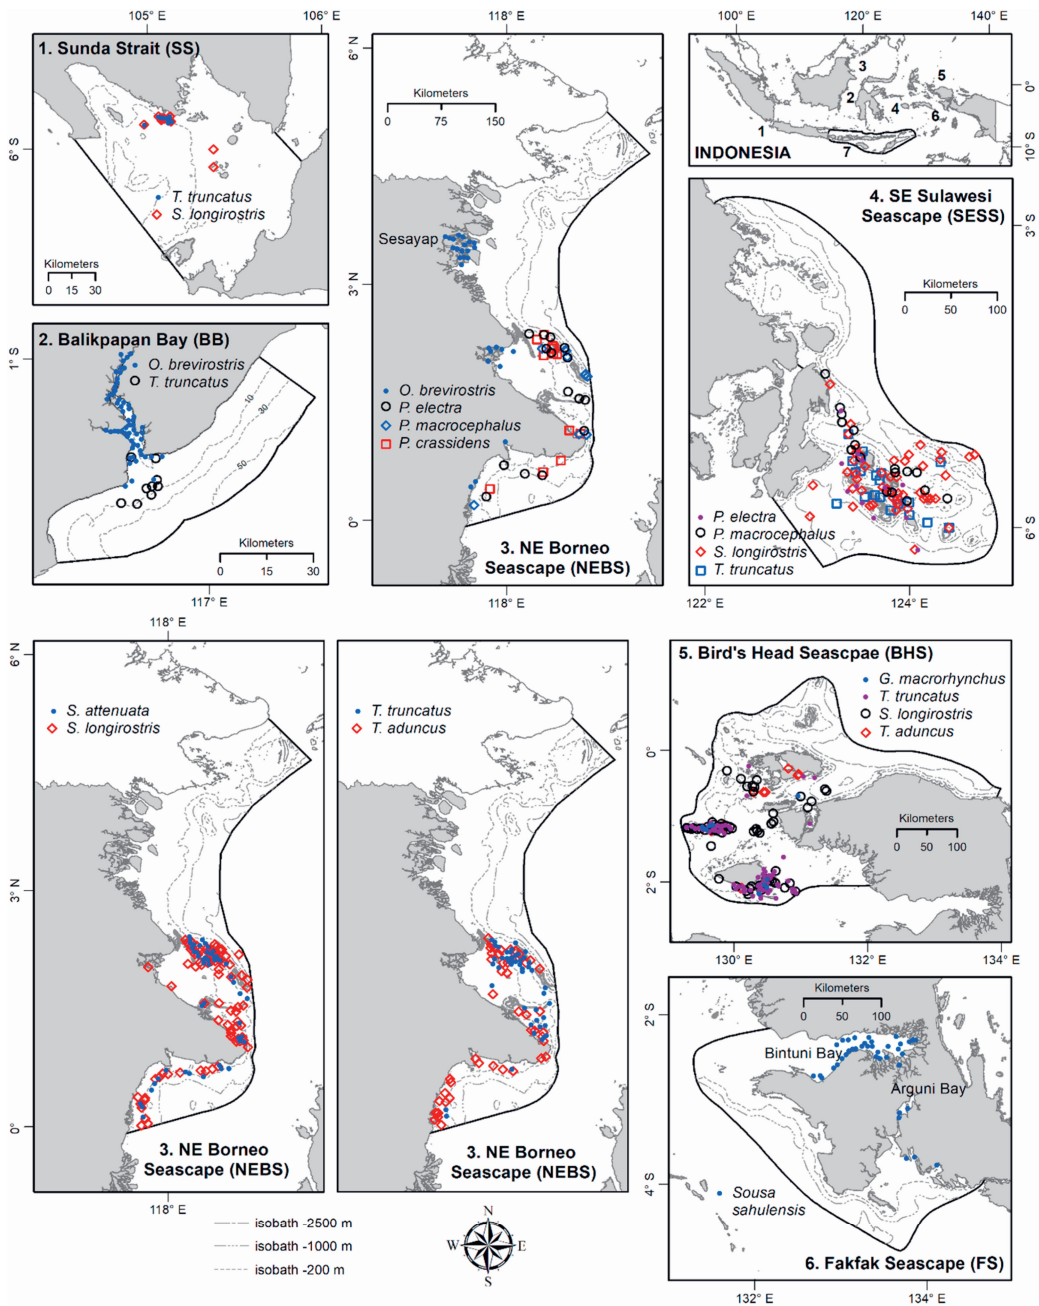 105° E
106° E
1. Sunda Strait (SS)
6° S
T. truncatus
S. longirostris
Kilometers
0 15 30
2. Balikpapan Bay (BB)
1° S
O. brevirostris
T. truncatus
10
30
50
Kilometers
0 15 30
117° E
118° E
6° N
Kilometers
0 75 150
Sesayap
3° N
O. brevirostris
P. electra
P. macrocephalus
P. crassidens
0°
3. NE Borneo
Seascape (NEBS)
118° E
100° E
120° E
140° E
3
5
2
4
6
1
7
0°
10° S
INDONESIA
4. SE Sulawesi
Seascape (SESS)
3° S
Kilometers
0 50 100
P. electra
P. macrocephalus
S. longirostris
T. truncatus
6° S
122° E
124° E
118° E
6° N
S. attenuata
S. longirostris
3° N
0°
3. NE Borneo
Seascape (NEBS)
118° E
T. truncatus
T. aduncus
3. NE Borneo
Seascape (NEBS)
5. Bird's Head Seascpae (BHS)
G. macrorhynchus
T. truncatus
S. longirostris
T. aduncus
0°
Kilometers
0 50 100
2° S
130° E
132° E
134° E
Kilometers
0 50 100
2° S
Bintuni Bay
Arguni Bay
4° S
Sousa
sahulensis
6. Fakfak Seascape (FS)
132° E
134° E
isobath -2500 m
isobath -1000 m
isobath -200 m
N
W
E
S